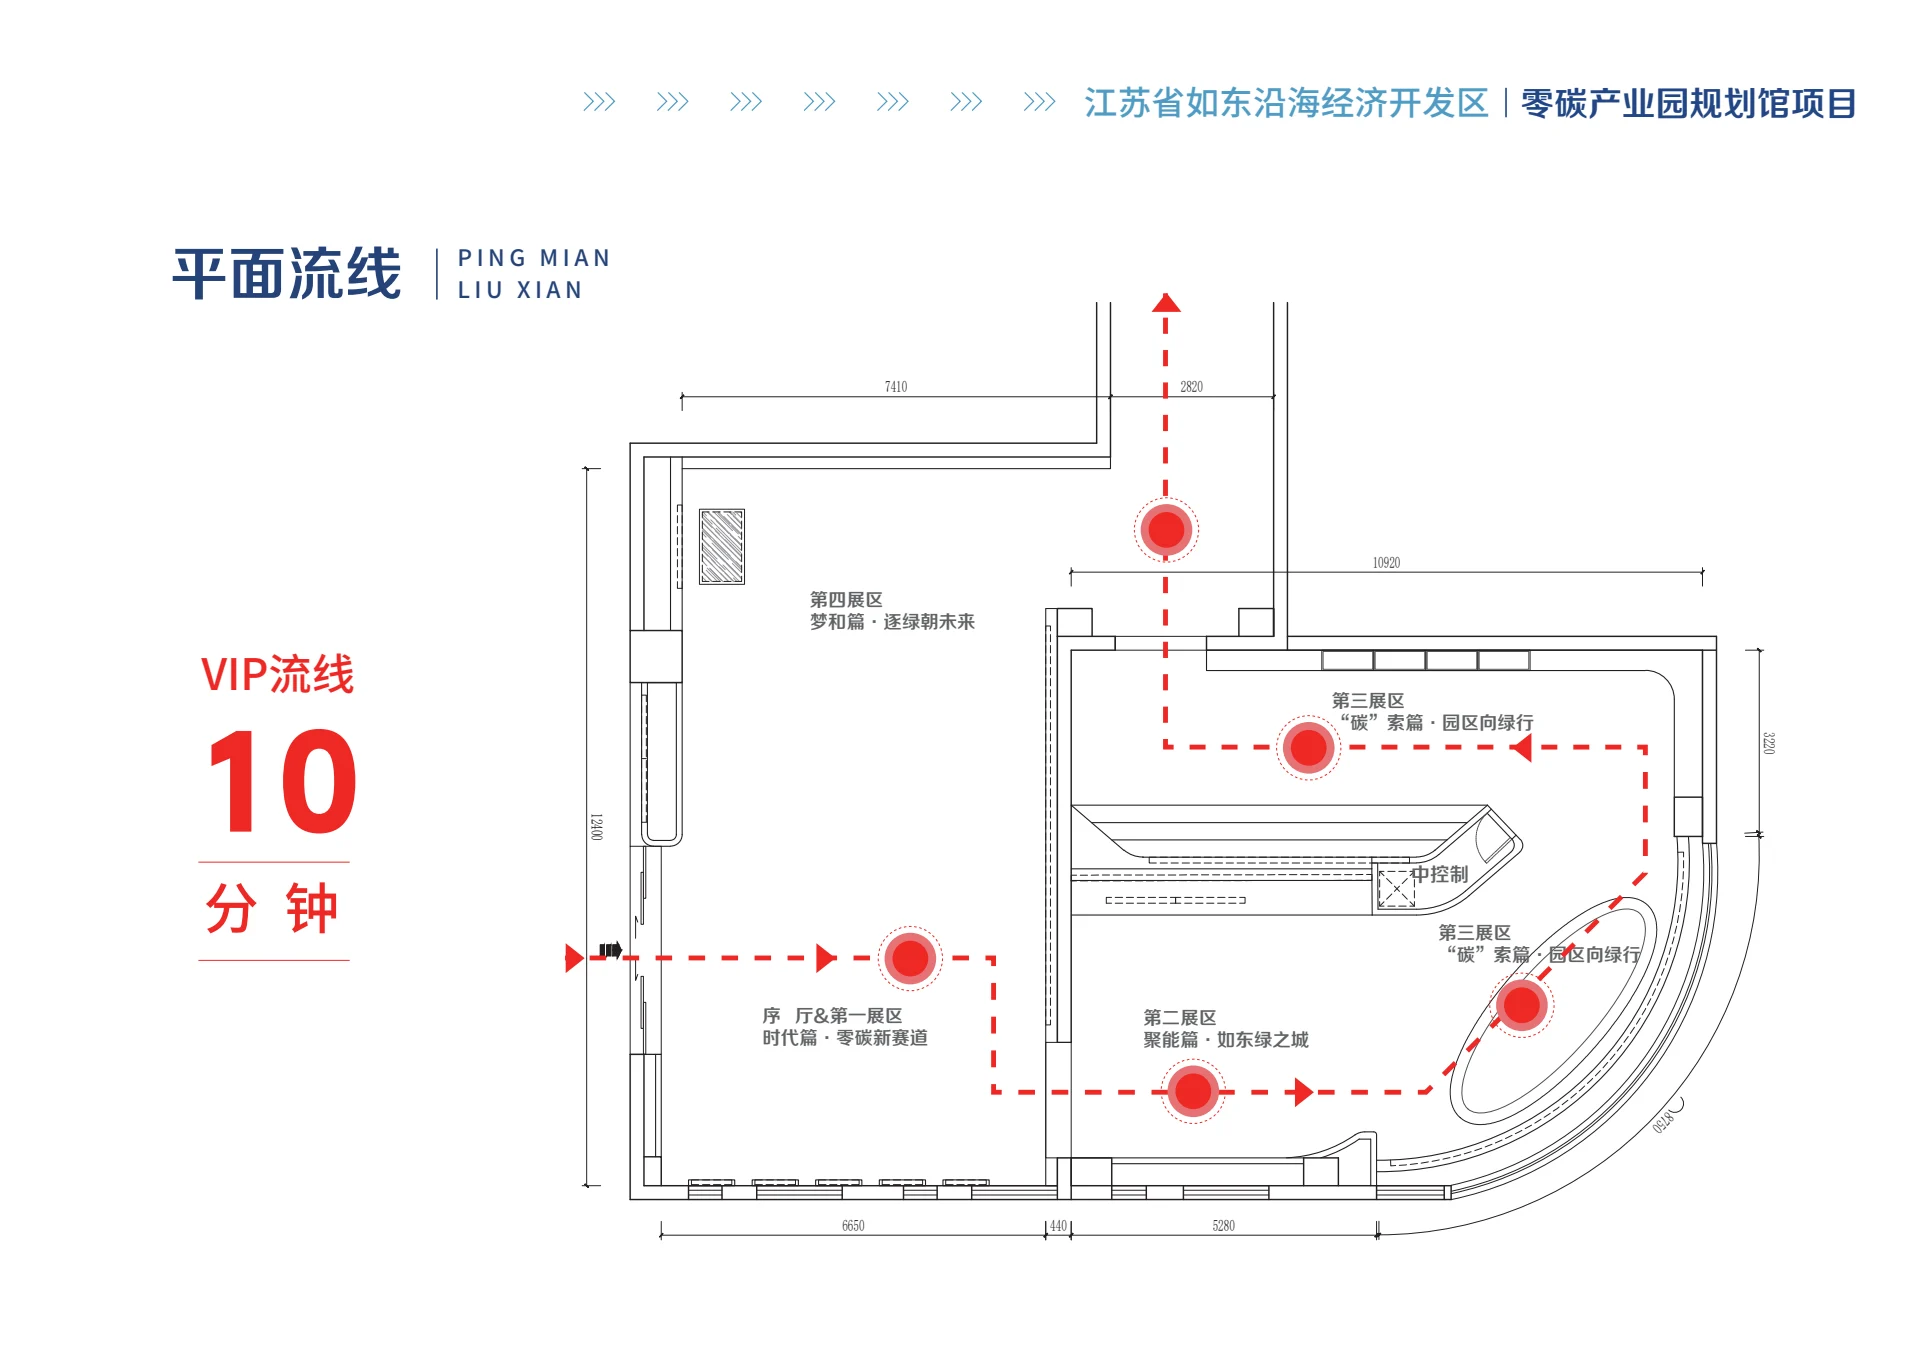 江苏省如东沿海经济开发区|零碳产业园规划馆项目
平面流线
PING MIAN
LIU XIAN
7410
2820
10920
第四展区
梦和篇·逐绿朝未来
VIP流线
10
分 钟
第三展区
“碳”索篇·园区向绿行
3220
12400
中控制
第三展区
“碳”索篇·园区向绿行
序 厅&第一展区
时代篇·零碳新赛道
第二展区
聚能篇·如东绿之城
8750
6650
440
5280